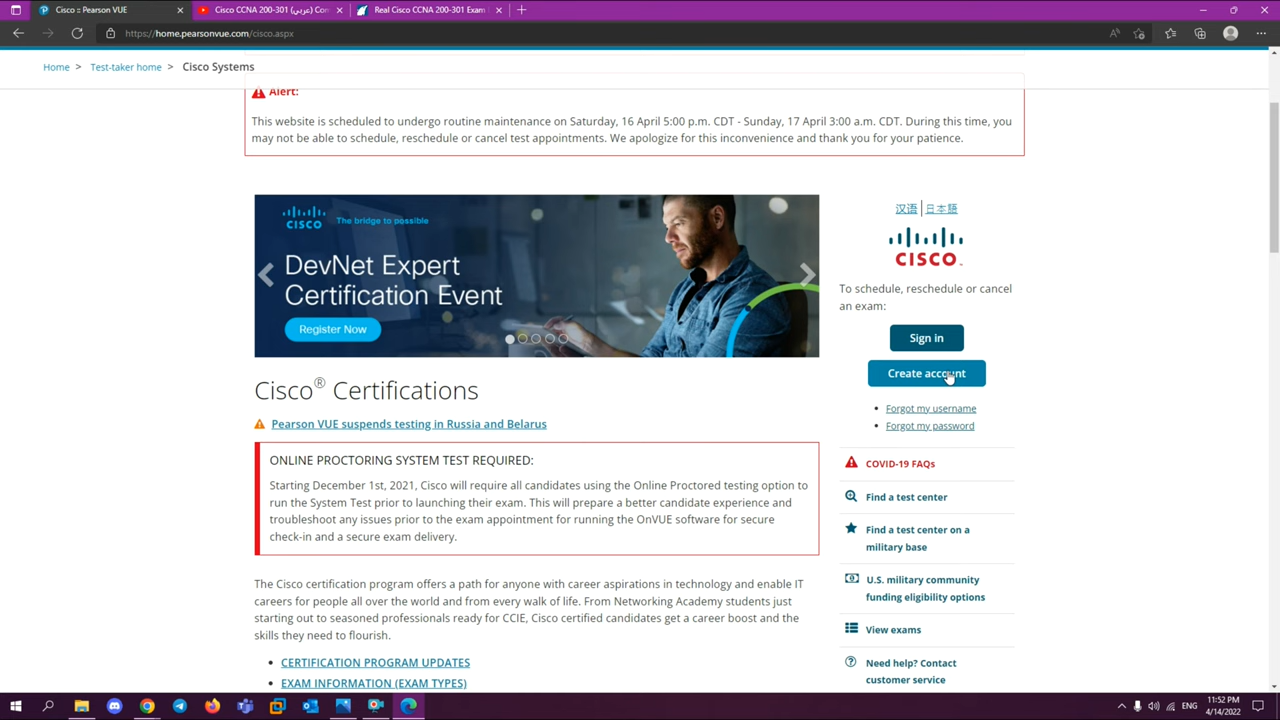 Cisco :: Pearson VUE
Cisco CCNA 200-301 (عربي) Con
Real Cisco CCNA 200-301 Exam
https://home.pearsonvue.com/cisco.aspx
Home > Test-taker home > Cisco Systems
Alert:
This website is scheduled to undergo routine maintenance on Saturday, 16 April 5:00 p.m. CDT - Sunday, 17 April 3:00 a.m. CDT. During this time, you
may not be able to schedule, reschedule or cancel test appointments. We apologize for this inconvenience and thank you for your patience.
CISCO
The bridge to possible
DevNet Expert
Certification Event
Register Now
汉语 | 日本語
CISCO
To schedule, reschedule or cancel
an exam:
Sign in
Create account
• Forgot my username
• Forgot my password
Cisco® Certifications
Pearson VUE suspends testing in Russia and Belarus
ONLINE PROCTORING SYSTEM TEST REQUIRED:
Starting December 1st, 2021, Cisco will require all candidates using the Online Proctored testing option to
run the System Test prior to launching their exam. This will prepare a better candidate experience and
troubleshoot any issues prior to the exam appointment for running the OnVUE software for secure
check-in and a secure exam delivery.
The Cisco certification program offers a path for anyone with career aspirations in technology and enable IT
careers for people all over the world and from every walk of life. From Networking Academy students just
starting out to seasoned professionals ready for CCIE, Cisco certified candidates get a career boost and the
skills they need to flourish.
• CERTIFICATION PROGRAM UPDATES
• EXAM INFORMATION (EXAM TYPES)
COVID-19 FAQs
Find a test center
Find a test center on a
military base
U.S. military community
funding eligibility options
View exams
Need help? Contact
customer service
ENG
11:52 PM
4/14/2022